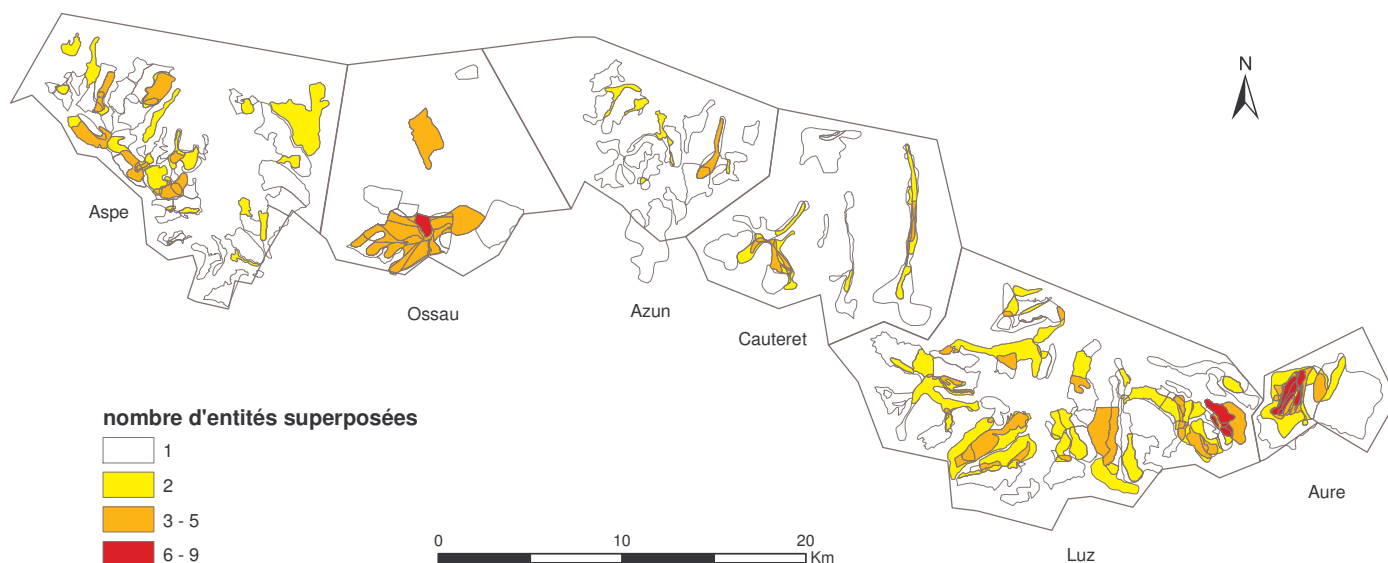 N
Aspe
Ossau
Azun
Cauteret
Luz
Aure
nombre d'entités superposées
1
2
3 - 5
6 - 9
0 10 20
Km